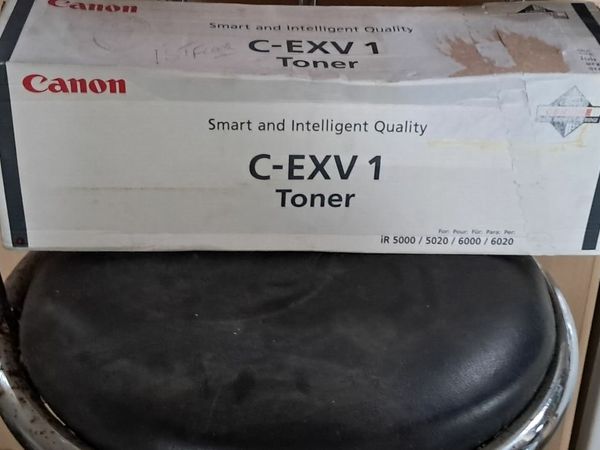 Canon
Smart and Intelligent Quality
C-EXV 1
Toner
Canon
Smart and Intelligent Quality
C-EXV 1
Toner
For: Pour: Für: Para: Per:
iR 5000 / 5020 / 6000 / 6020